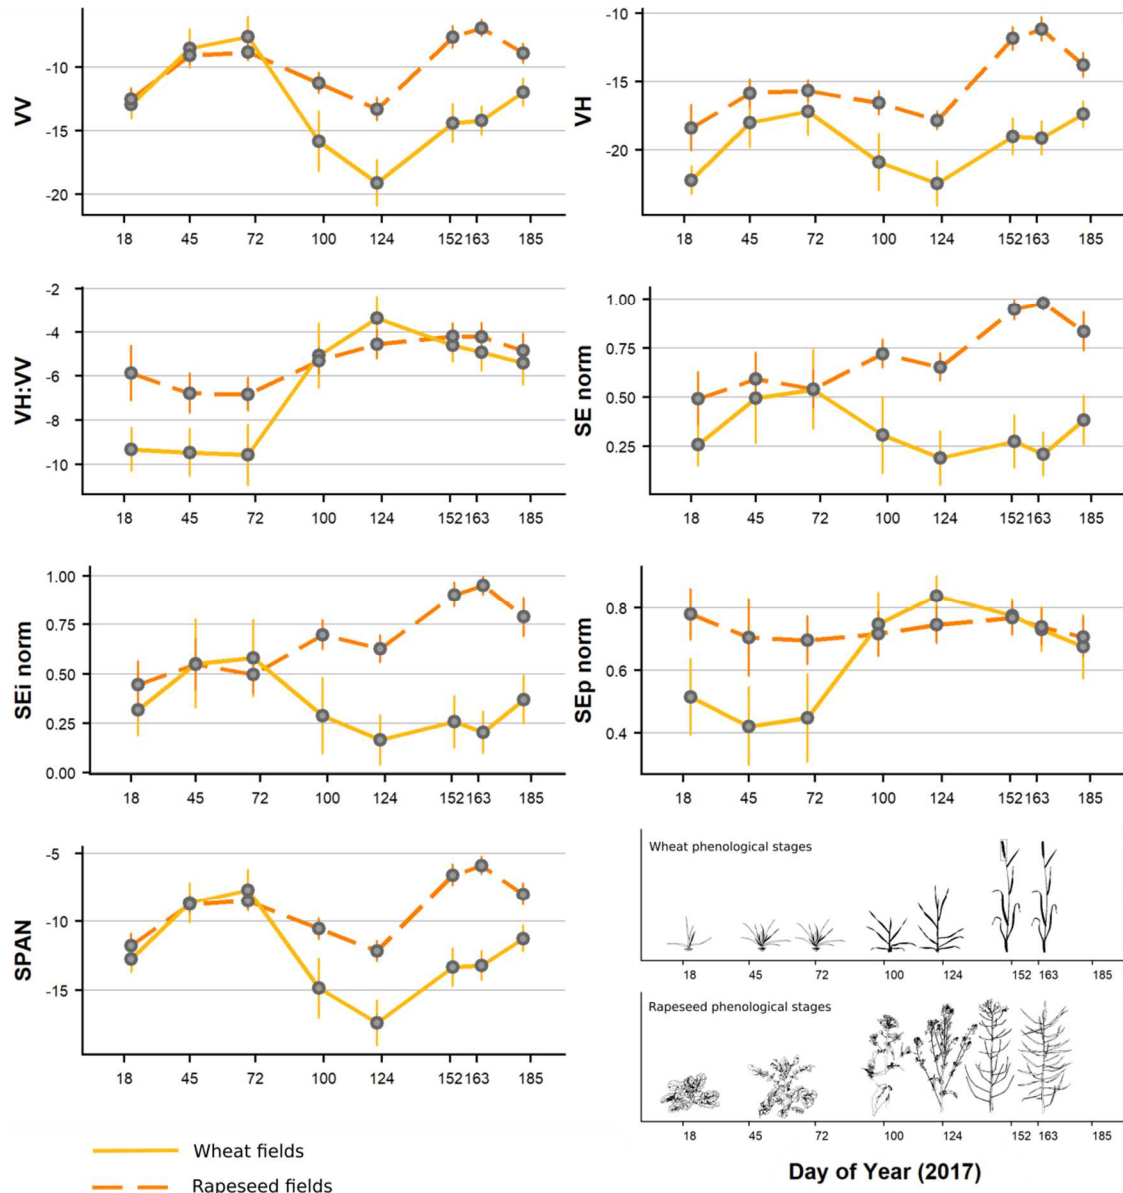 VV
-10
-15
-20
18 45 72 100 124 152 163 185
VH
-10
-15
-20
18 45 72 100 124 152 163 185
VH:VV
-2
-4
-6
-8
-10
18 45 72 100 124 152 163 185
SE norm
1.00
0.75
0.50
0.25
18 45 72 100 124 152 163 185
SEi norm
1.00
0.75
0.50
0.25
0.00
18 45 72 100 124 152 163 185
SEp norm
0.8
0.6
0.4
18 45 72 100 124 152 163 185
SPAN
-5
-10
-15
18 45 72 100 124 152 163 185
Wheat phenological stages
18 45 72 100 124 152 163 185
Rapeseed phenological stages
18 45 72 100 124 152 163 185
Wheat fields
Rapeseed fields
Day of Year (2017)